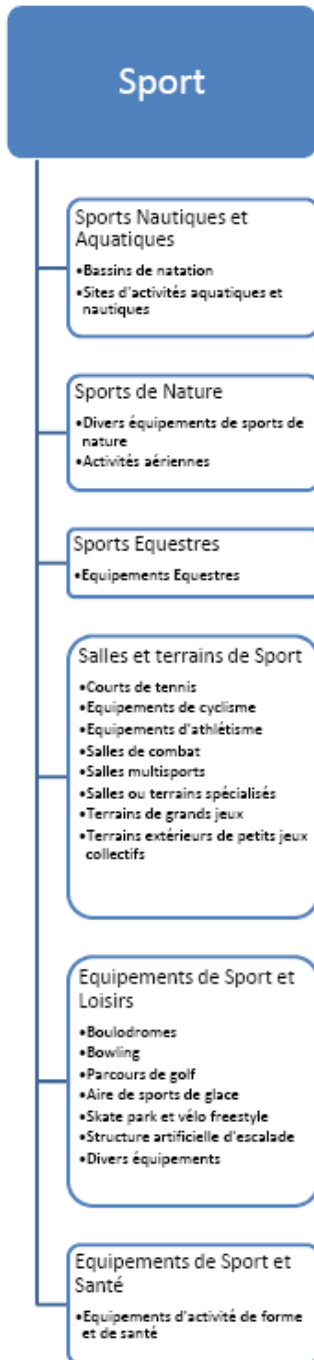 Sport
Sports Nautiques et
Aquatiques
•Bassins de natation
•Sites d'activités aquatiques et
nautiques
Sports de Nature
•Divers équipements de sports de
nature
•Activités aériennes
Sports Equestres
•Equipements Equestres
Salles et terrains de Sport
•Courts de tennis
•Equipements de cyclisme
•Equipements d'athlétisme
•Salles de combat
•Salles multisports
•Salles ou terrains spécialisés
•Terrains de grands jeux
•Terrains extérieurs de petits jeux
collectifs
Equipements de Sport et
Loisirs
•Boulodromes
•Bowling
•Parcours de golf
•Aire de sports de glace
•Skate park et vélo freestyle
•Structure artificielle d'escalade
•Divers équipements
Equipements de Sport et
Santé
•Equipements d'activité de forme
et de santé